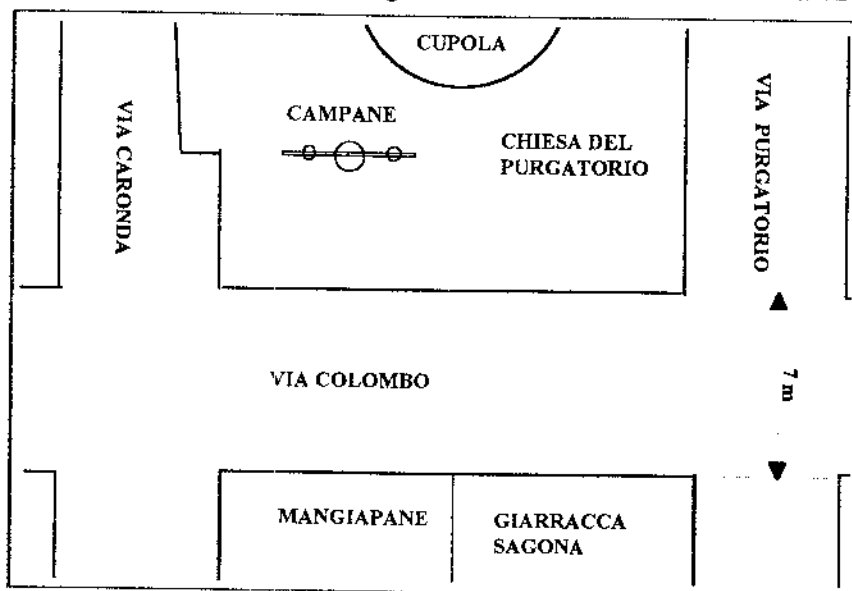 CUPOLA
CAMPANE
CHIESA DEL
PURGATORIO
VIA CARONDA
VIA PURGATORIO
VIA COLOMBO
7 m
MANGIAPANE
GIARRACCA
SAGONA